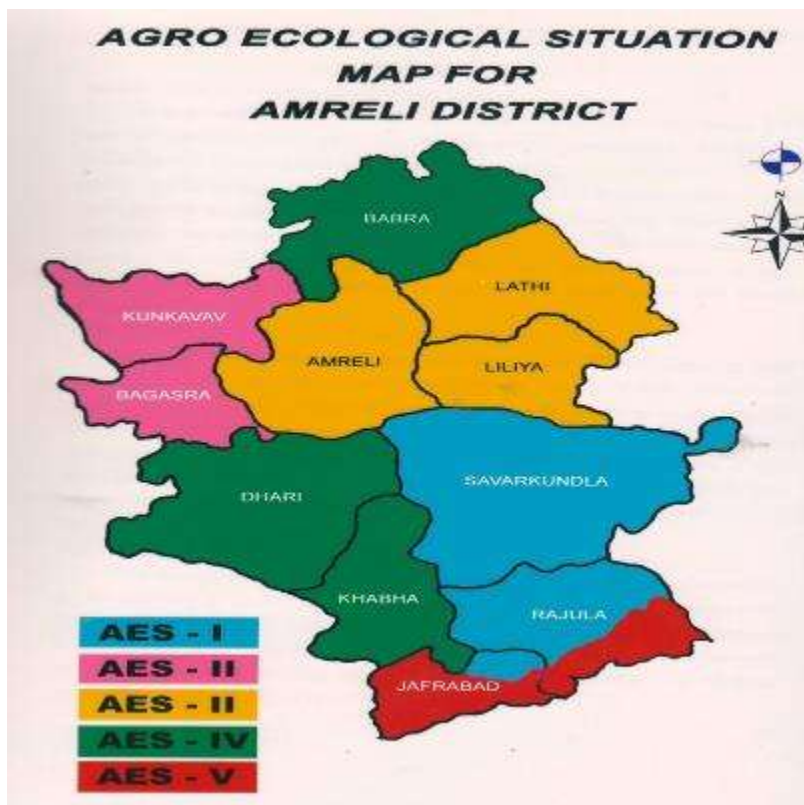 AGRO ECOLOGICAL SITUATION
MAP FOR
AMRELI DISTRICT
Z
BABRA
LATHI
KUNKAVAV
AMRELI
LILIYA
BAGASRA
SAVARKUNDLA
DHARI
KHABHA
RAJULA
JAFRABAD
AES - I
AES - II
AES - II
AES - IV
AES - V